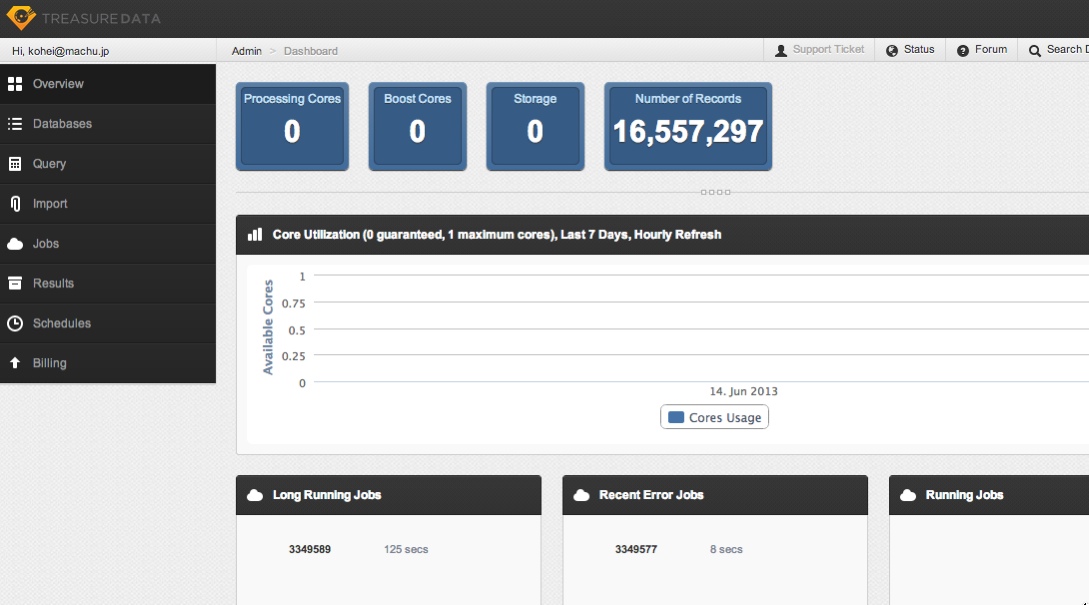 TREASURE DATA
Hi, kohei@machu.jp
Admin > Dashboard
Support Ticket
Status
Forum
Search D
Overview
Databases
Query
Import
Jobs
Results
Schedules
Billing
Processing Cores
0
Boost Cores
0
Storage
0
Number of Records
16,557,297
Core Utilization (0 guaranteed, 1 maximum cores), Last 7 Days, Hourly Refresh
Available Cores
1
0.75
0.5
0.25
0
14. Jun 2013
Cores Usage
Long Running Jobs
3349589 125 secs
Recent Error Jobs
3349577 8 secs
Running Jobs